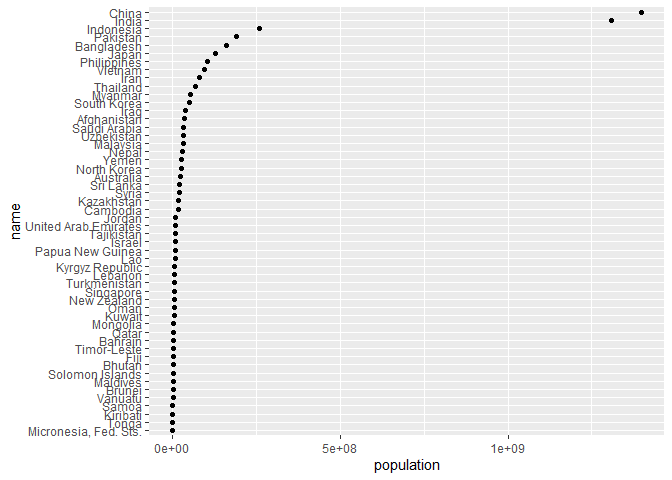 China
India
Indonesia
Pakistan
Bangladesh
Japan
Philippines
Vietnam
Iran
Thailand
Myanmar
South Korea
Iraq
Afghanistan
Saudi Arabia
Uzbekistan
Malaysia
Nepal
Yemen
North Korea
Australia
Sri Lanka
Syria
Kazakhstan
Cambodia
Jordan
United Arab Emirates
Tajikistan
Israel
Papua New Guinea
Lao
Kyrgyz Republic
Lebanon
Turkmenistan
Singapore
New Zealand
Oman
Kuwait
Mongolia
Qatar
Bahrain
Timor-Leste
Fiji
Bhutan
Solomon Islands
Maldives
Brunei
Vanuatu
Samoa
Kiribati
Tonga
Micronesia, Fed. Sts.
name
0e+00 5e+08 1e+09
population